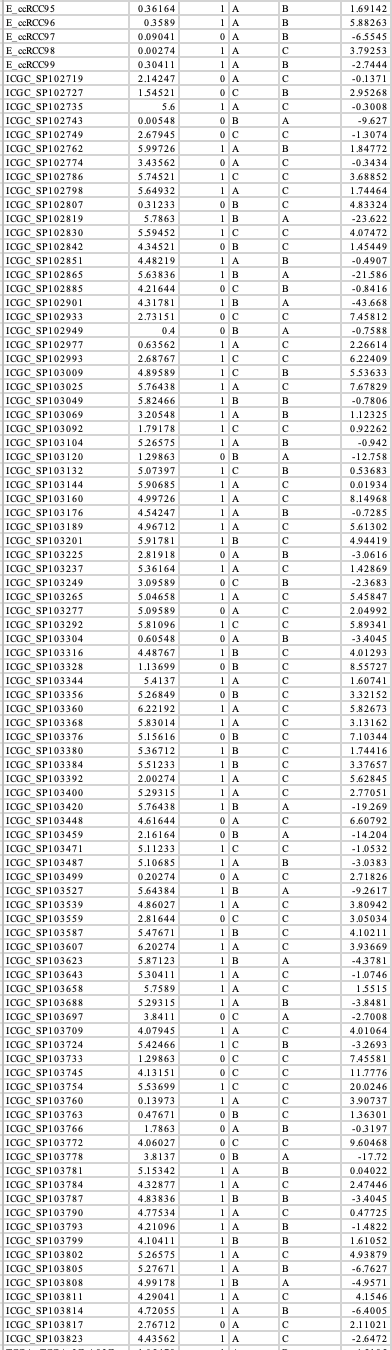 E_ccRCC95 0.36164 1 A B 1.69142
E_ccRCC96 0.3589 1 A B 5.88263
E_ccRCC97 0.09041 0 A B -6.5545
E_ccRCC98 0.00274 1 A C 3.79253
E_ccRCC99 0.30411 1 A B -2.7444
ICGC_SP102719 2.14247 0 A C -0.1371
ICGC_SP102727 1.54521 0 C B 2.95268
ICGC_SP102735 5.6 1 A C -0.3008
ICGC_SP102743 0.00548 0 B A -9.627
ICGC_SP102749 2.67945 0 C C -1.3074
ICGC_SP102762 5.99726 1 A B 1.84772
ICGC_SP102774 3.43562 0 A C -0.3434
ICGC_SP102786 5.74521 1 C C 3.68852
ICGC_SP102798 5.64932 1 A C 1.74464
ICGC_SP102807 0.31233 0 B C 4.83324
ICGC_SP102819 5.7863 1 B A -23.622
ICGC_SP102830 5.59452 1 C C 4.07472
ICGC_SP102842 4.34521 0 B C 1.45449
ICGC_SP102851 4.48219 1 A B -0.4907
ICGC_SP102865 5.63836 1 B A -21.586
ICGC_SP102885 4.21644 0 C B -0.8416
ICGC_SP102901 4.31781 1 B A -43.668
ICGC_SP102933 2.73151 0 C C 7.45812
ICGC_SP102949 0.4 0 B A -0.7588
ICGC_SP102977 0.63562 1 A C 2.26614
ICGC_SP102993 2.68767 1 C C 6.22409
ICGC_SP103009 4.89589 1 C B 5.53633
ICGC_SP103025 5.76438 1 A C 7.67829
ICGC_SP103049 5.82466 1 B B -0.7806
ICGC_SP103069 3.20548 1 A B 1.12325
ICGC_SP103092 1.79178 1 C C 0.92262
ICGC_SP103104 5.26575 1 A B -0.942
ICGC_SP103120 1.29863 0 B A -12.758
ICGC_SP103132 5.07397 1 C B 0.53683
ICGC_SP103144 5.90685 1 A C 0.01934
ICGC_SP103160 4.99726 1 A C 8.14968
ICGC_SP103176 4.54247 1 A B -0.7285
ICGC_SP103189 4.96712 1 A C 5.61302
ICGC_SP103201 5.91781 1 B C 4.94419
ICGC_SP103225 2.81918 0 A B -3.0616
ICGC_SP103237 5.36164 1 A C 1.42869
ICGC_SP103249 3.09589 0 C B -2.3683
ICGC_SP103265 5.04658 1 A C 5.45847
ICGC_SP103277 5.09589 0 A C 2.04992
ICGC_SP103292 5.81096 1 C C 5.89341
ICGC_SP103304 0.60548 0 A B -3.4045
ICGC_SP103316 4.48767 1 B C 4.01293
ICGC_SP103328 1.13699 0 B C 8.55727
ICGC_SP103344 5.4137 1 A C 1.60741
ICGC_SP103356 5.26849 0 B C 3.32152
ICGC_SP103360 6.22192 1 A C 5.82673
ICGC_SP103368 5.83014 1 A C 3.13162
ICGC_SP103376 5.15616 0 B C 7.10344
ICGC_SP103380 5.36712 1 B C 1.74416
ICGC_SP103384 5.51233 1 B C 3.37657
ICGC_SP103392 2.00274 1 A C 5.62845
ICGC_SP103400 5.29315 1 A C 2.77051
ICGC_SP103420 5.76438 1 B A -19.269
ICGC_SP103448 4.61644 0 A C 6.60792
ICGC_SP103459 2.16164 0 B A -14.204
ICGC_SP103471 5.11233 1 C C -1.0532
ICGC_SP103487 5.10685 1 A B -3.0383
ICGC_SP103499 0.20274 0 A C 2.71826
ICGC_SP103527 5.64384 1 B A -9.2617
ICGC_SP103539 4.86027 1 A C 3.80942
ICGC_SP103559 2.81644 0 C C 3.05034
ICGC_SP103587 5.47671 1 B C 4.10211
ICGC_SP103607 6.20274 1 A C 3.93669
ICGC_SP103623 5.87123 1 B A -4.3781
ICGC_SP103643 5.30411 1 A C -1.0746
ICGC_SP103658 5.7589 1 A C 1.5515
ICGC_SP103688 5.29315 1 A B -3.8481
ICGC_SP103697 3.8411 0 C A -2.7008
ICGC_SP103709 4.07945 1 A C 4.01064
ICGC_SP103724 5.42466 1 C B -3.2693
ICGC_SP103733 1.29863 0 C C 7.45581
ICGC_SP103745 4.13151 0 C C 11.7776
ICGC_SP103754 5.53699 1 C C 20.0246
ICGC_SP103760 0.13973 1 A C 3.90737
ICGC_SP103763 0.47671 0 B C 1.36301
ICGC_SP103766 1.7863 0 A B -0.3197
ICGC_SP103772 4.06027 0 C C 9.60468
ICGC_SP103778 3.8137 0 B A -17.72
ICGC_SP103781 5.15342 1 A B 0.04022
ICGC_SP103784 4.32877 1 A C 2.47446
ICGC_SP103787 4.83836 1 B B -3.4045
ICGC_SP103790 4.77534 1 A C 0.47725
ICGC_SP103793 4.21096 1 A B -1.4822
ICGC_SP103799 4.10411 1 B B 1.61052
ICGC_SP103802 5.26575 1 A C 4.93879
ICGC_SP103805 5.27671 1 A B -6.7627
ICGC_SP103808 4.99178 1 B A -4.9571
ICGC_SP103811 4.29041 1 A C 4.1546
ICGC_SP103814 4.72055 1 A B -6.4005
ICGC_SP103817 2.76712 0 A C 2.11021
ICGC_SP103823 4.43562 1 A C -2.6472